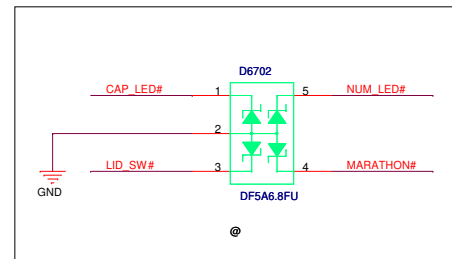 D6702
CAP_LED# 1 5 NUM_LED#
2
LID_SW# 3 4 MARATHON#
GND
DF5A6.8FU
@